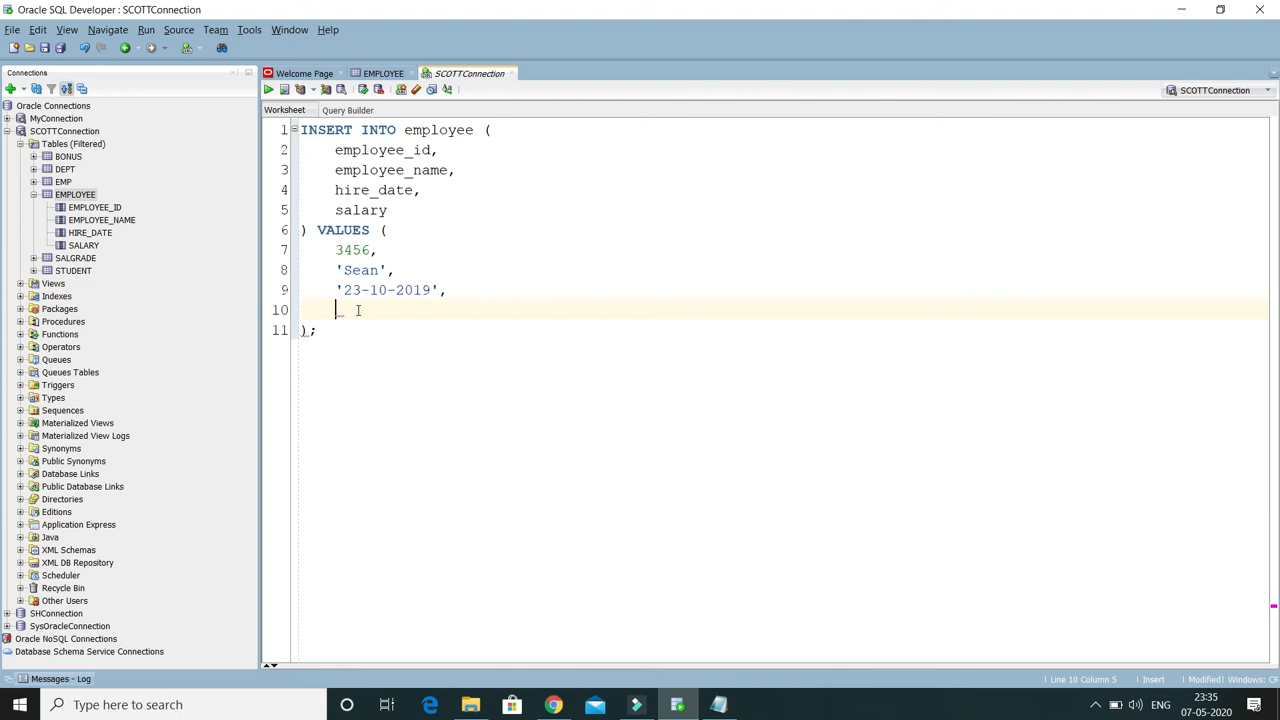 Oracle SQL Developer : SCOTTConnection
File Edit View Navigate Run Source Team Tools Window Help
Connections
Welcome Page EMPLOYEE SCOTTConnection
SCOTTConnection
Worksheet Query Builder
Oracle Connections
MyConnection
SCOTTConnection
Tables (Filtered)
BONUS
DEPT
EMP
EMPLOYEE
EMPLOYEE_ID
EMPLOYEE_NAME
HIRE_DATE
SALARY
SALGRADE
STUDENT
Views
Indexes
Packages
Procedures
Functions
Operators
Queues
Queues Tables
Triggers
Types
Sequences
Materialized Views
Materialized View Logs
Synonyms
Public Synonyms
Database Links
Public Database Links
Directories
Editions
Application Express
Java
XML Schemas
XML DB Repository
Scheduler
Recycle Bin
Other Users
SHConnection
SysOracleConnection
Oracle NoSQL Connections
Database Schema Service Connections
1 INSERT INTO employee (
2 employee_id,
3 employee_name,
4 hire_date,
5 salary
6 ) VALUES (
7 3456,
8 'Sean',
9 '23-10-2019',
10
11 );
Messages - Log
Line 10 Column 5 Insert Modified Windows: CR
Type here to search
ENG
23:35
07-05-2020